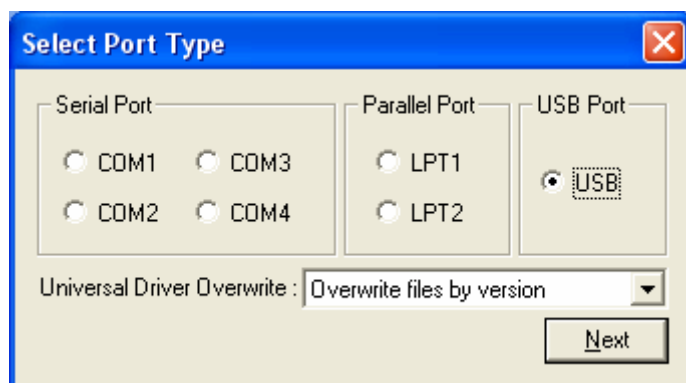 Select Port Type
Serial Port
Parallel Port
USB Port
COM1
COM3
LPT1
USB
COM2
COM4
LPT2
Universal Driver Overwrite : Overwrite files by version
Next